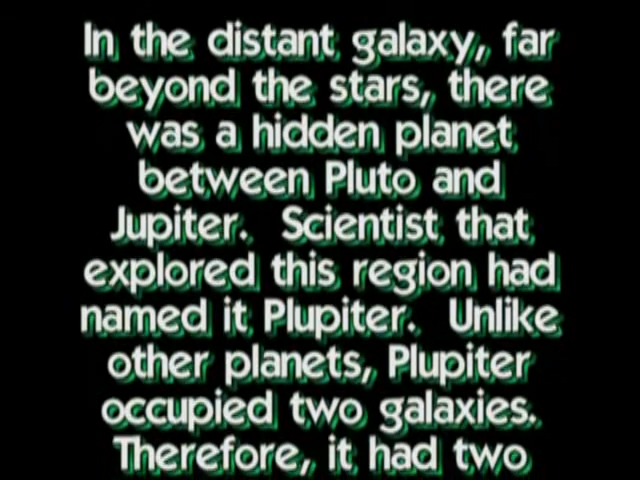 In the distant galaxy, far
beyond the stars, there
was a hidden planet
between Pluto and
Jupiter.  Scientist that
explored this region had
named it Plupiter.  Unlike
other planets, Plupiter
occupied two galaxies.
Therefore, it had two